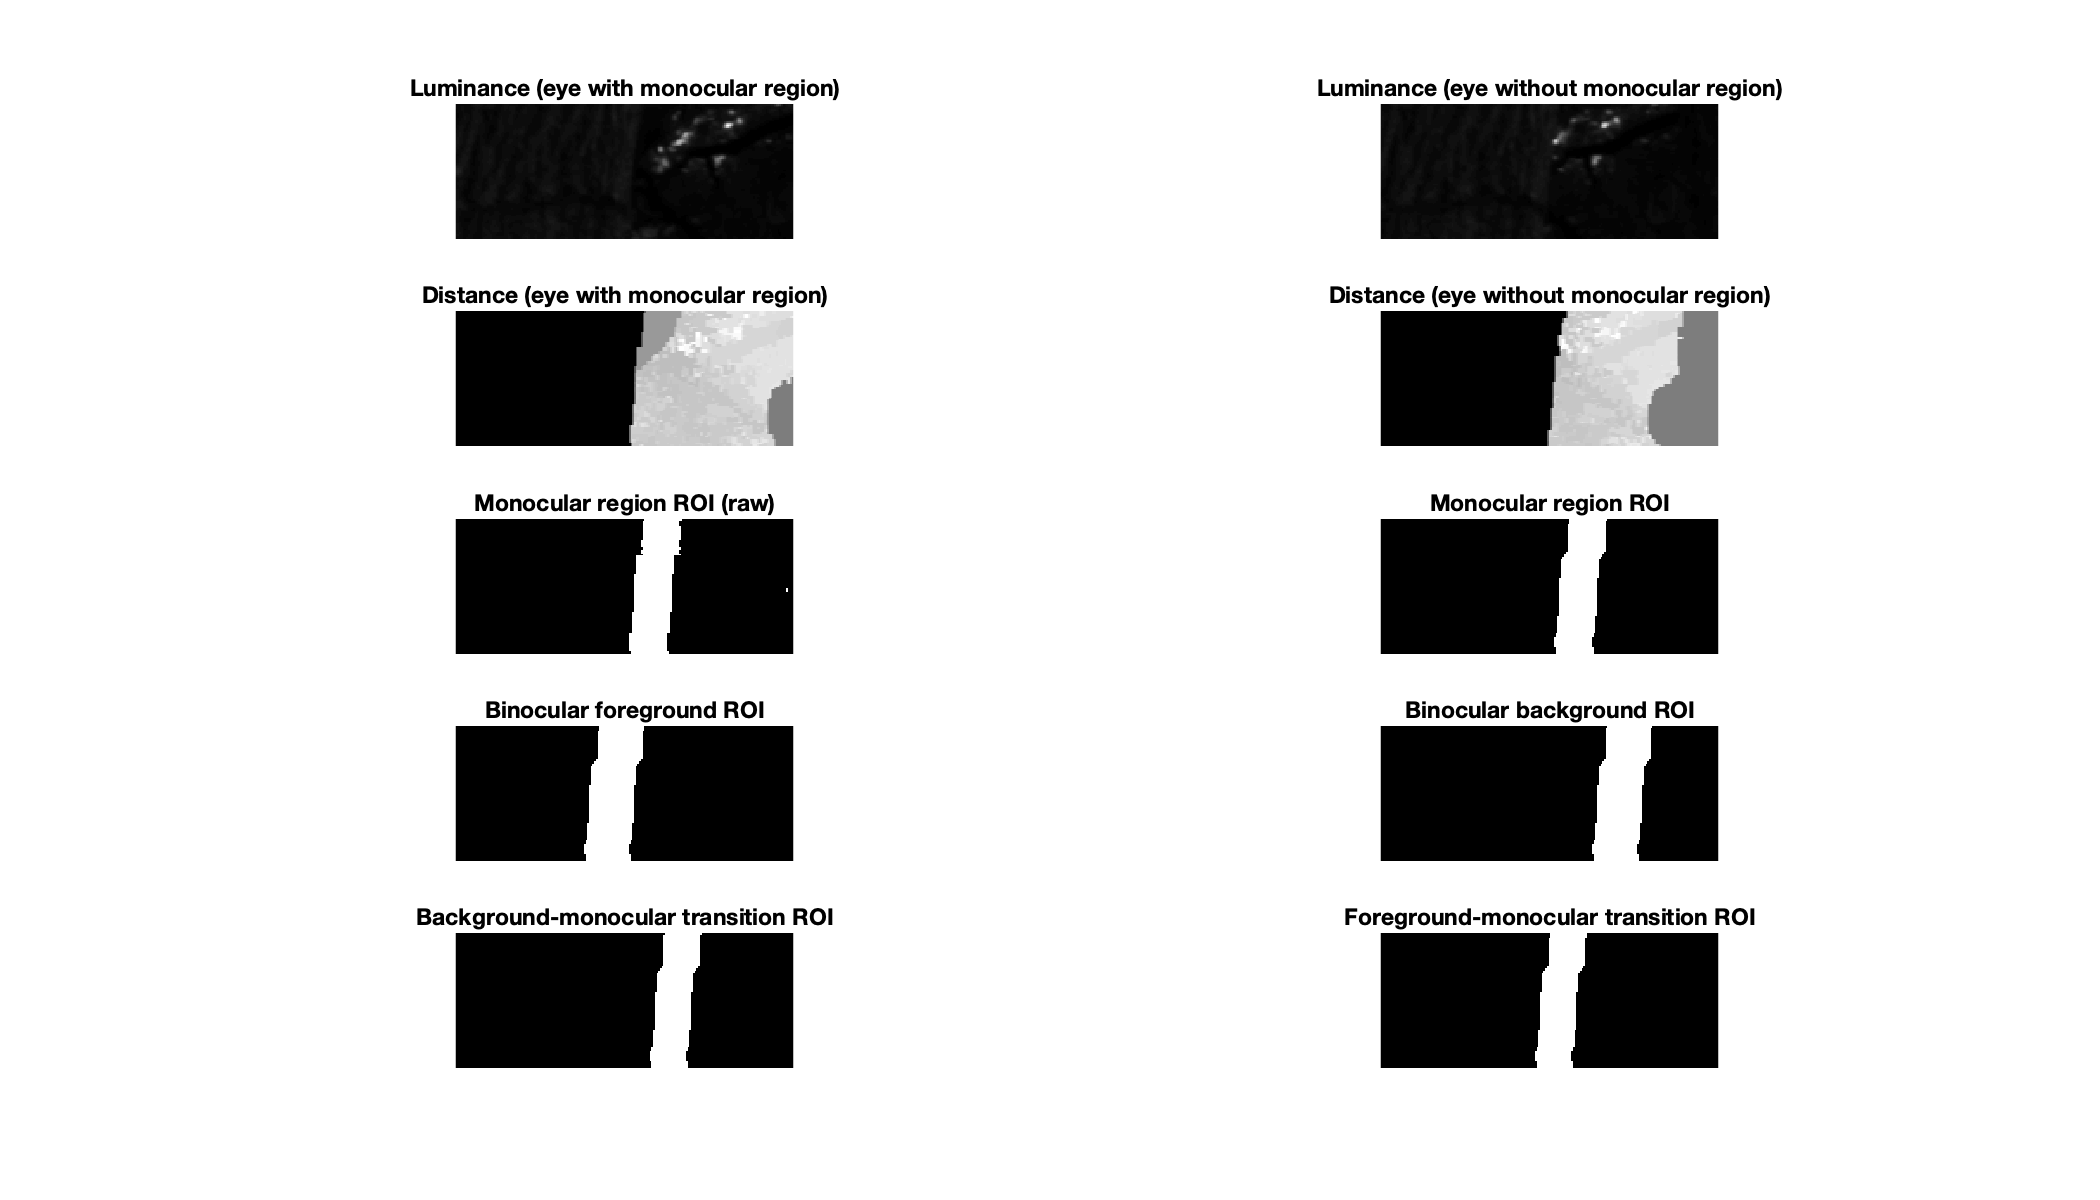 Luminance (eye with monocular region)
Luminance (eye without monocular region)
Distance (eye with monocular region)
Distance (eye without monocular region)
Monocular region ROI (raw)
Monocular region ROI
Binocular foreground ROI
Binocular background ROI
Background-monocular transition ROI
Foreground-monocular transition ROI